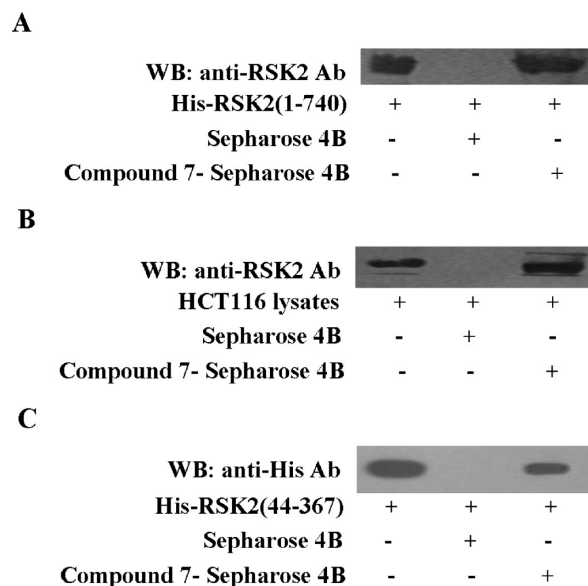 A
WB: anti-RSK2 Ab
His-RSK2(1-740) + + +
Sepharose 4B - + -
Compound 7- Sepharose 4B - - +
B
WB: anti-RSK2 Ab
HCT116 lysates + + +
Sepharose 4B - + -
Compound 7- Sepharose 4B - - +
C
WB: anti-His Ab
His-RSK2(44-367) + + +
Sepharose 4B - + -
Compound 7- Sepharose 4B - - +